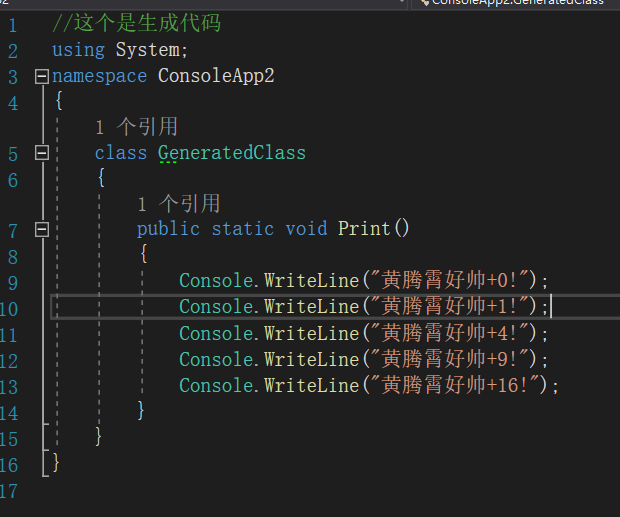 ConsoleApp2.GeneratedClass
1 //这个是生成代码
2 using System;
3 namespace ConsoleApp2
4 {
1 个引用
5 class GeneratedClass
6 {
1 个引用
7 public static void Print()
8 {
9 Console.WriteLine("黄腾霄好帅+0!");
10 Console.WriteLine("黄腾霄好帅+1!");
11 Console.WriteLine("黄腾霄好帅+4!");
12 Console.WriteLine("黄腾霄好帅+9!");
13 Console.WriteLine("黄腾霄好帅+16!");
14 }
15 }
16 }
17